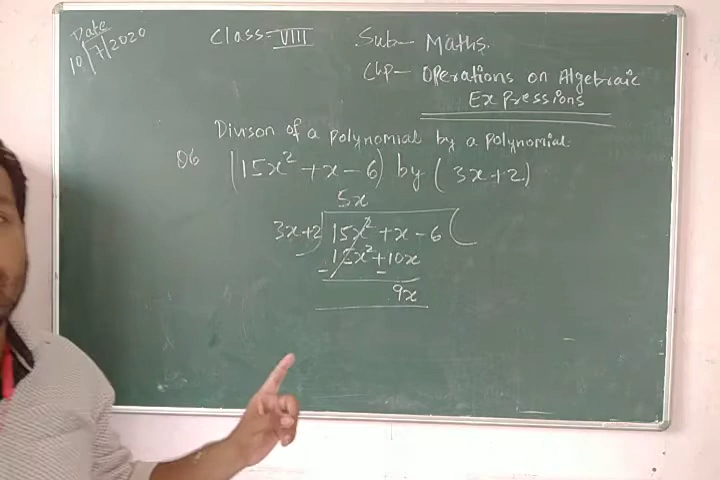 Date
10/7/2020
Class - VIII Sub - Maths.
Chp - Operations on Algebraic
Expressions
Divison of a polynomial by a polynomial.
06 (15x² + x - 6) by (3x + 2)
5x
3x+2 ) 15x² + x - 6 (
15x² + 10x
- -
9x